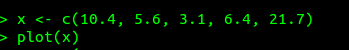 > x <- c(10.4, 5.6, 3.1, 6.4, 21.7)
> plot(x)